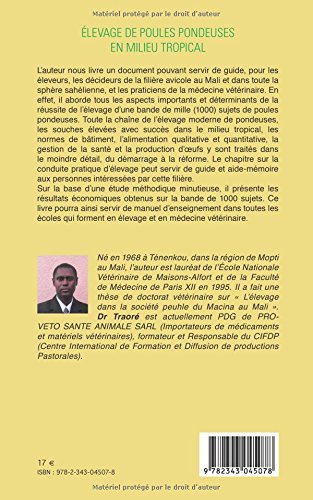 Matériel protégé par le droit d'auteur
ÉLEVAGE DE POULES PONDEUSES
EN MILIEU TROPICAL
L'auteur nous livre un document pouvant servir de guide, pour les
éleveurs, les décideurs de la filière avicole au Mali et dans toute la
sphère sahélienne, et les praticiens de la médecine vétérinaire. En
effet, il aborde tous les aspects importants et déterminants de la
réussite de l'élevage d'une bande de mille (1000) sujets de poules
pondeuses. Toute la chaîne de l'élevage moderne de pondeuses,
les souches élevées avec succès dans le milieu tropical, les
normes de bâtiment, l'alimentation qualitative et quantitative, la
gestion de la santé et la production d'œufs y sont traités dans le
moindre détail, du démarrage à la réforme. Le chapitre sur la
conduite pratique d'élevage peut servir de guide et aide-mémoire
aux personnes intéressées par cette filière.
Sur la base d'une étude méthodique minutieuse, il présente les
résultats économiques obtenus sur la bande de 1000 sujets. Ce
livre pourra ainsi servir de manuel d'enseignement dans toutes les
écoles qui forment en élevage et en médecine vétérinaire.
Né en 1968 à Ténenkou, dans la région de Mopti
au Mali, l'auteur est lauréat de l'École Nationale
Vétérinaire de Maisons-Alfort et de la Faculté
de Médecine de Paris XII en 1995. Il a fait une
thèse de doctorat vétérinaire sur « L'élevage
dans la société peuhle du Macina au Mali ».
Dr Traoré est actuellement PDG de PRO-
VETO SANTE ANIMALE SARL (Importateurs de médicaments
et matériels vétérinaires), formateur et Responsable du CIFDP
(Centre International de Formation et Diffusion de productions
Pastorales).
17 €
ISBN : 978-2-343-04507-8
9 782343 045078
Matériel protégé par le droit d'auteur